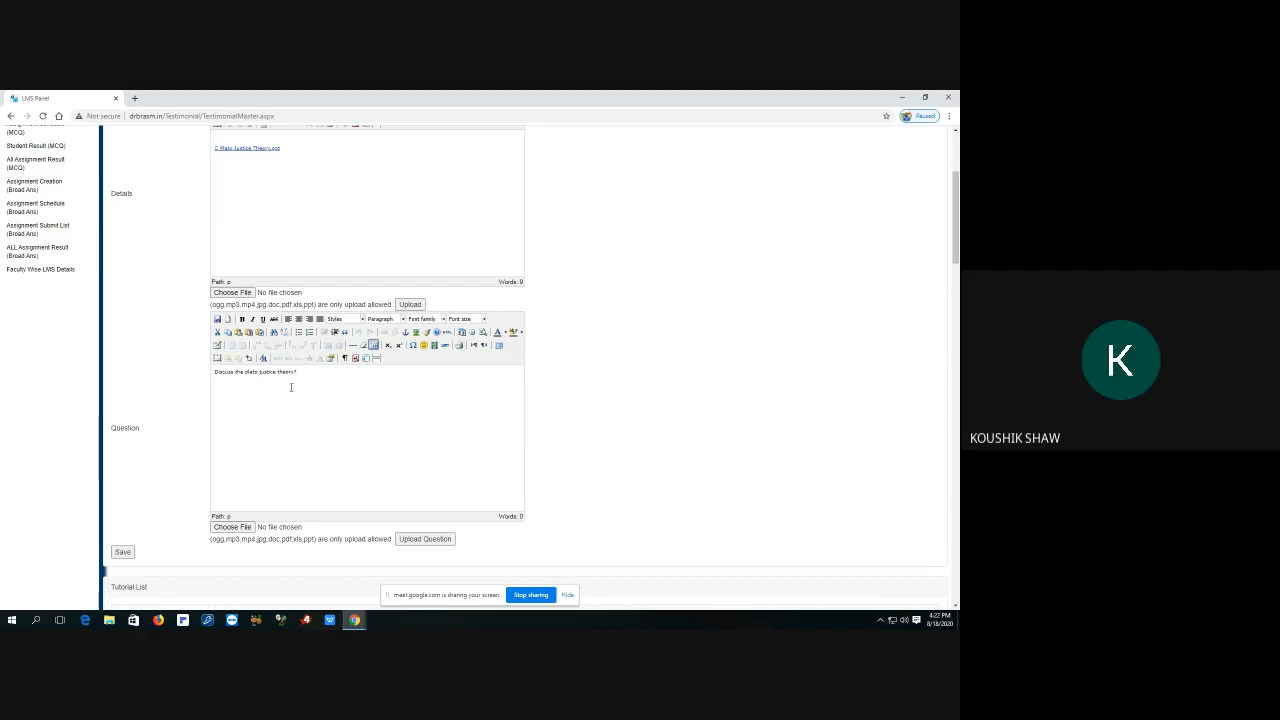 LMS Panel
Not secure
drbrasm.in/Testimonial/TestimonialMaster.aspx
Paused
(MCQ)
Student Result (MCQ)
All Assignment Result
(MCQ)
Assignment Creation
(Broad Ans)
Assignment Schedule
(Broad Ans)
Assignment Submit List
(Broad Ans)
ALL Assignment Result
(Broad Ans)
Faculty Wise LMS Details
Details
C Plato Justice Theory.ppt
Path: p
Words: 9
Choose File No file chosen
(ogg,mp3,mp4,jpg,doc,pdf,xls,ppt) are only upload allowed. Upload
Styles Paragraph Font family Font size
Discuss the plato justice theory?
Question
Path: p
Words: 0
Choose File No file chosen
(ogg,mp3,mp4,jpg,doc,pdf,xls,ppt) are only upload allowed. Upload Question
Save
Tutorial List
meet.google.com is sharing your screen. Stop sharing Hide
4:22 PM
8/18/2020
K
KOUSHIK SHAW